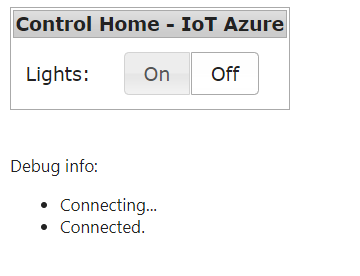 Control Home - IoT Azure
Lights: On Off
Debug info:
Connecting...
Connected.